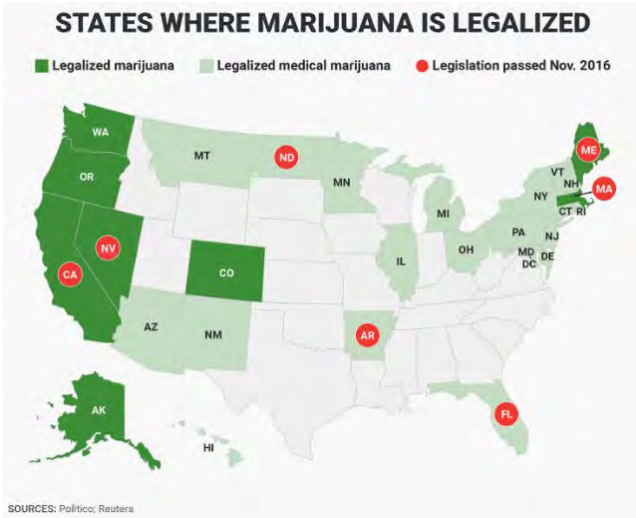 STATES WHERE MARIJUANA IS LEGALIZED
Legalized marijuana Legalized medical marijuana Legislation passed Nov. 2016
WA
MT
ND
ME
OR
MN
VT
NH
MA
NY
MI
CT RI
NV
PA
NJ
CA
CO
IL
OH
MD
DE
DC
AZ
NM
AR
AK
FL
HI
SOURCES: Politico; Reuters